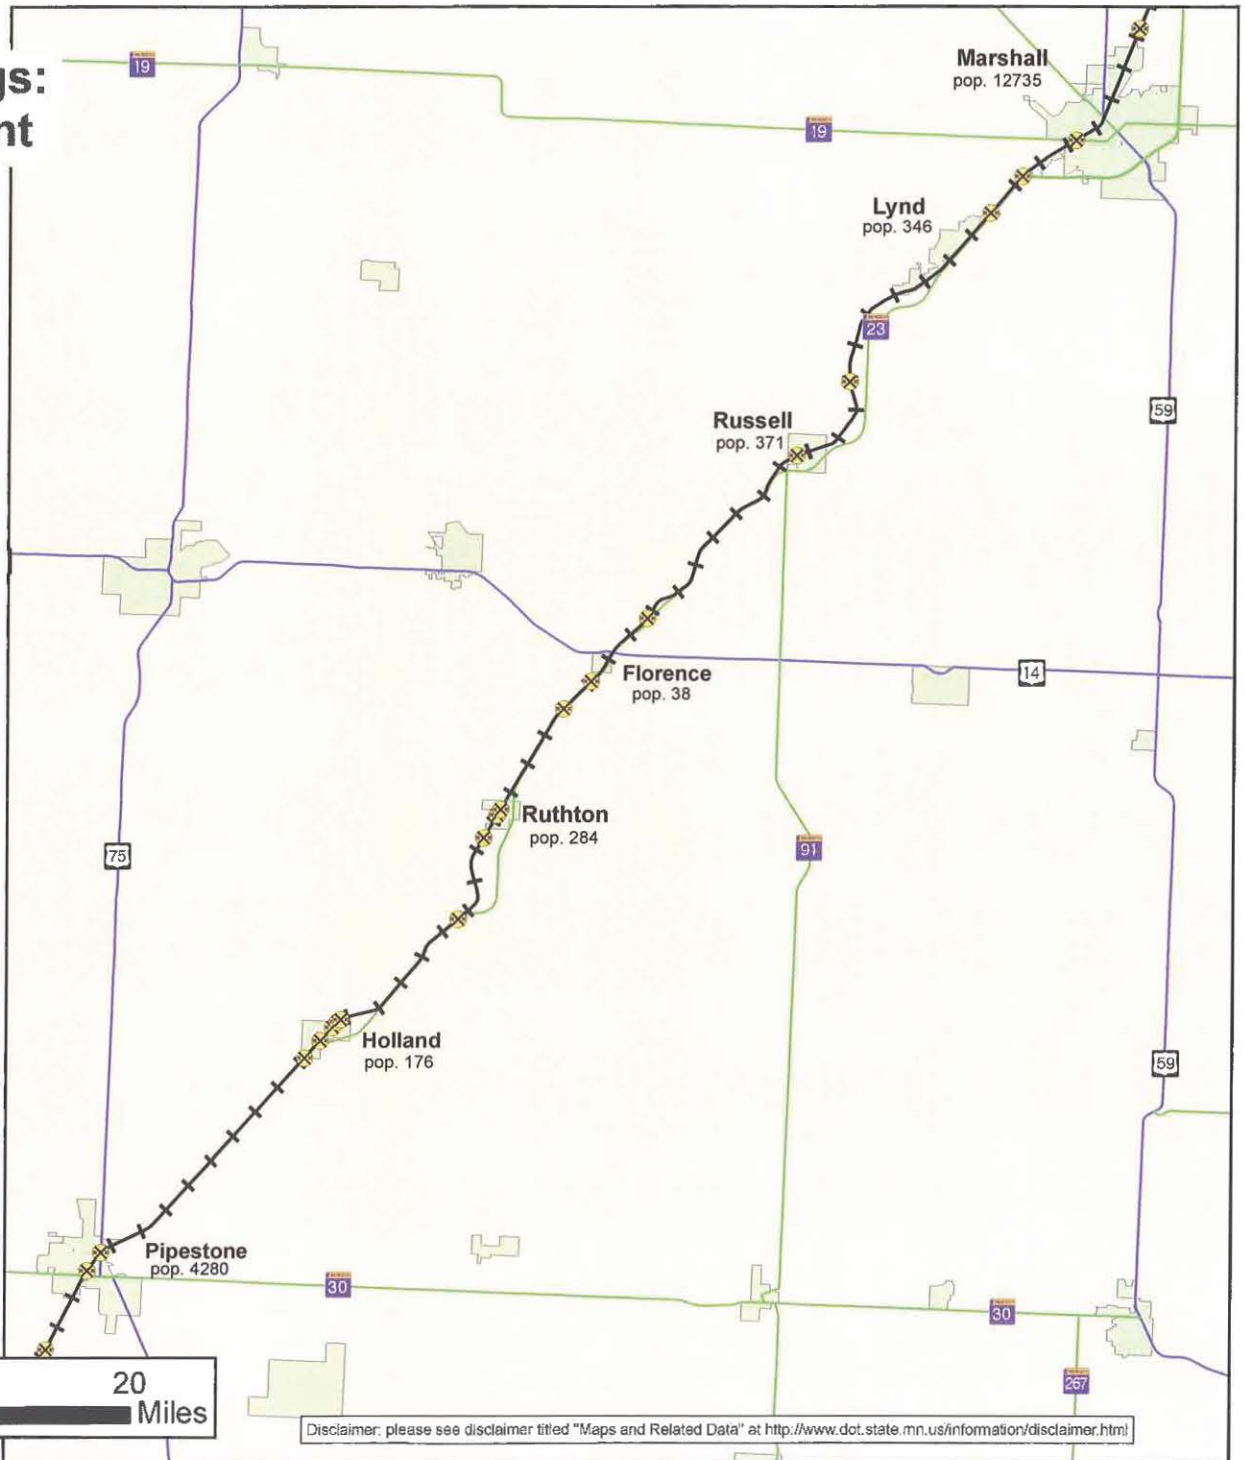 gs:
nt
19
Marshall
pop. 12735
19
Lynd
pop. 346
23
59
Russell
pop. 371
Florence
pop. 38
14
Ruthton
pop. 284
91
75
Holland
pop. 176
59
Pipestone
pop. 4280
30
30
267
20
Miles
Disclaimer: please see disclaimer titled "Maps and Related Data" at http://www.dot.state.mn.us/information/disclaimer.html